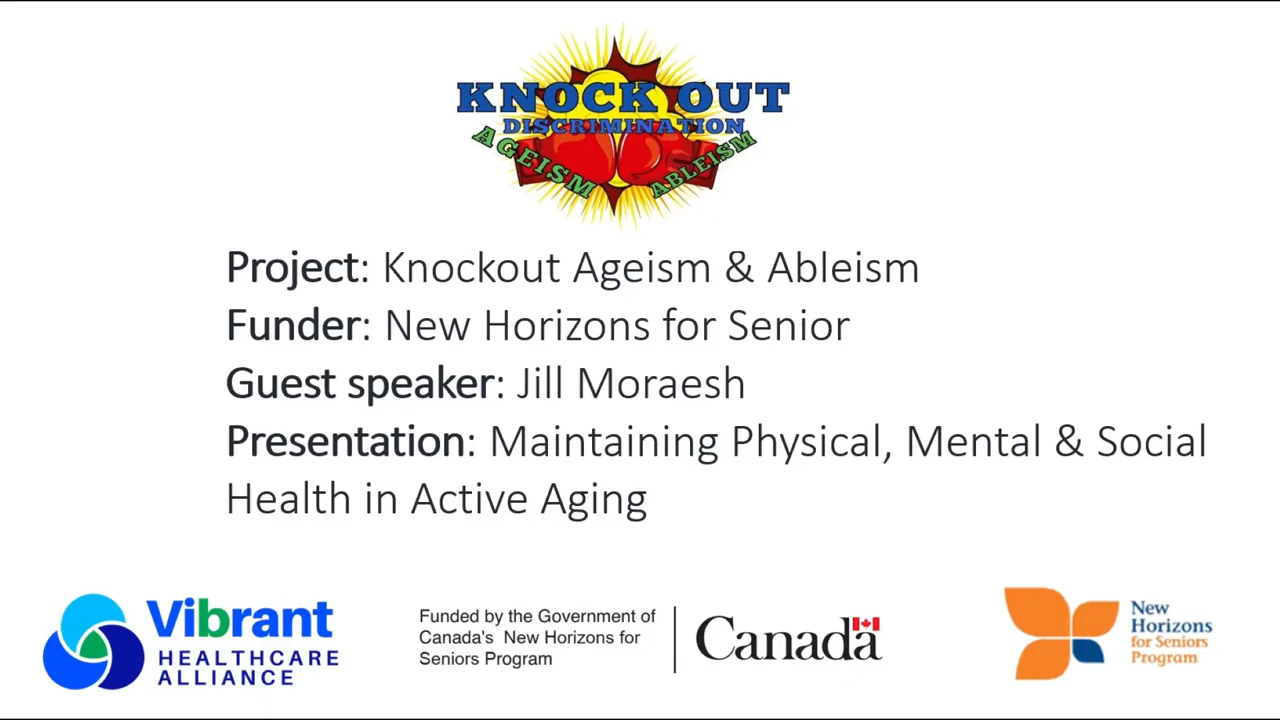 KNOCK OUT
DISCRIMINATION
AGEISM ABLEISM
Project: Knockout Ageism & Ableism
Funder: New Horizons for Senior
Guest speaker: Jill Moraesh
Presentation: Maintaining Physical, Mental & Social
Health in Active Aging
Vibrant
HEALTHCARE
ALLIANCE
Funded by the Government of
Canada's New Horizons for
Seniors Program
Canada
New
Horizons
for Seniors
Program